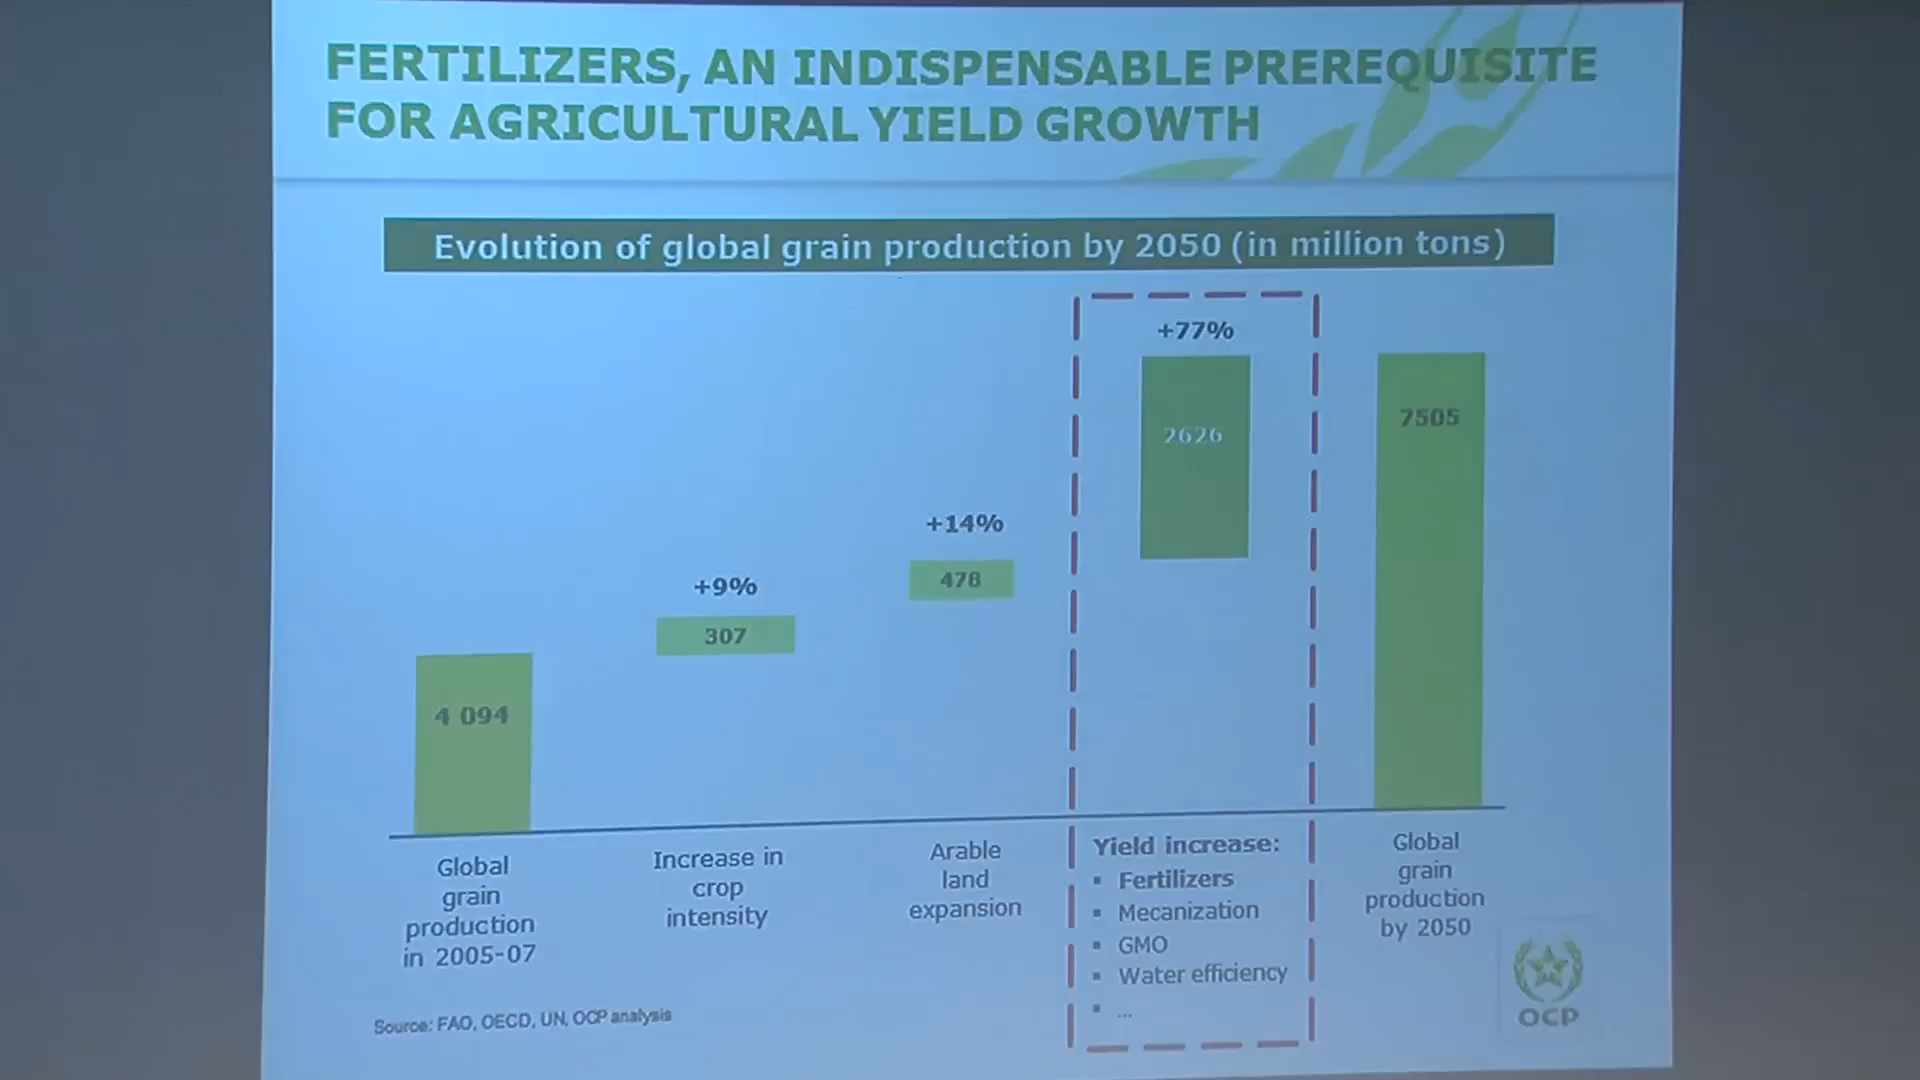 FERTILIZERS, AN INDISPENSABLE PREREQUISITE
FOR AGRICULTURAL YIELD GROWTH
Evolution of global grain production by 2050 (in million tons)
+77%
2626
7505
+14%
478
+9%
307
4 094
Global
grain
production
in 2005-07
Increase in
crop
intensity
Arable
land
expansion
Yield increase:
▪ Fertilizers
▪ Mecanization
▪ GMO
▪ Water efficiency
▪ ...
Global
grain
production
by 2050
Source: FAO, OECD, UN, OCP analysis
OCP